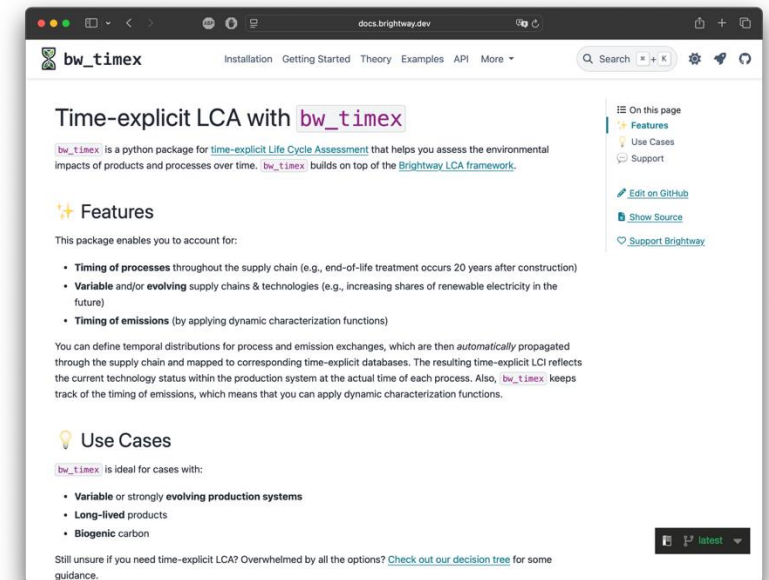 docs.brightway.dev
bw_timex
Installation Getting Started Theory Examples API More
Search ⌘ + K
Time-explicit LCA with bw_timex
bw_timex is a python package for time-explicit Life Cycle Assessment that helps you assess the environmental
impacts of products and processes over time. bw_timex builds on top of the Brightway LCA framework.
✨ Features
This package enables you to account for:
• Timing of processes throughout the supply chain (e.g., end-of-life treatment occurs 20 years after construction)
• Variable and/or evolving supply chains & technologies (e.g., increasing shares of renewable electricity in the
future)
• Timing of emissions (by applying dynamic characterization functions)
You can define temporal distributions for process and emission exchanges, which are then automatically propagated
through the supply chain and mapped to corresponding time-explicit databases. The resulting time-explicit LCI reflects
the current technology status within the production system at the actual time of each process. Also, bw_timex keeps
track of the timing of emissions, which means that you can apply dynamic characterization functions.
💡 Use Cases
bw_timex is ideal for cases with:
• Variable or strongly evolving production systems
• Long-lived products
• Biogenic carbon
Still unsure if you need time-explicit LCA? Overwhelmed by all the options? Check out our decision tree for some
guidance.
On this page
✨ Features
💡 Use Cases
💬 Support
Edit on GitHub
Show Source
Support Brightway
latest